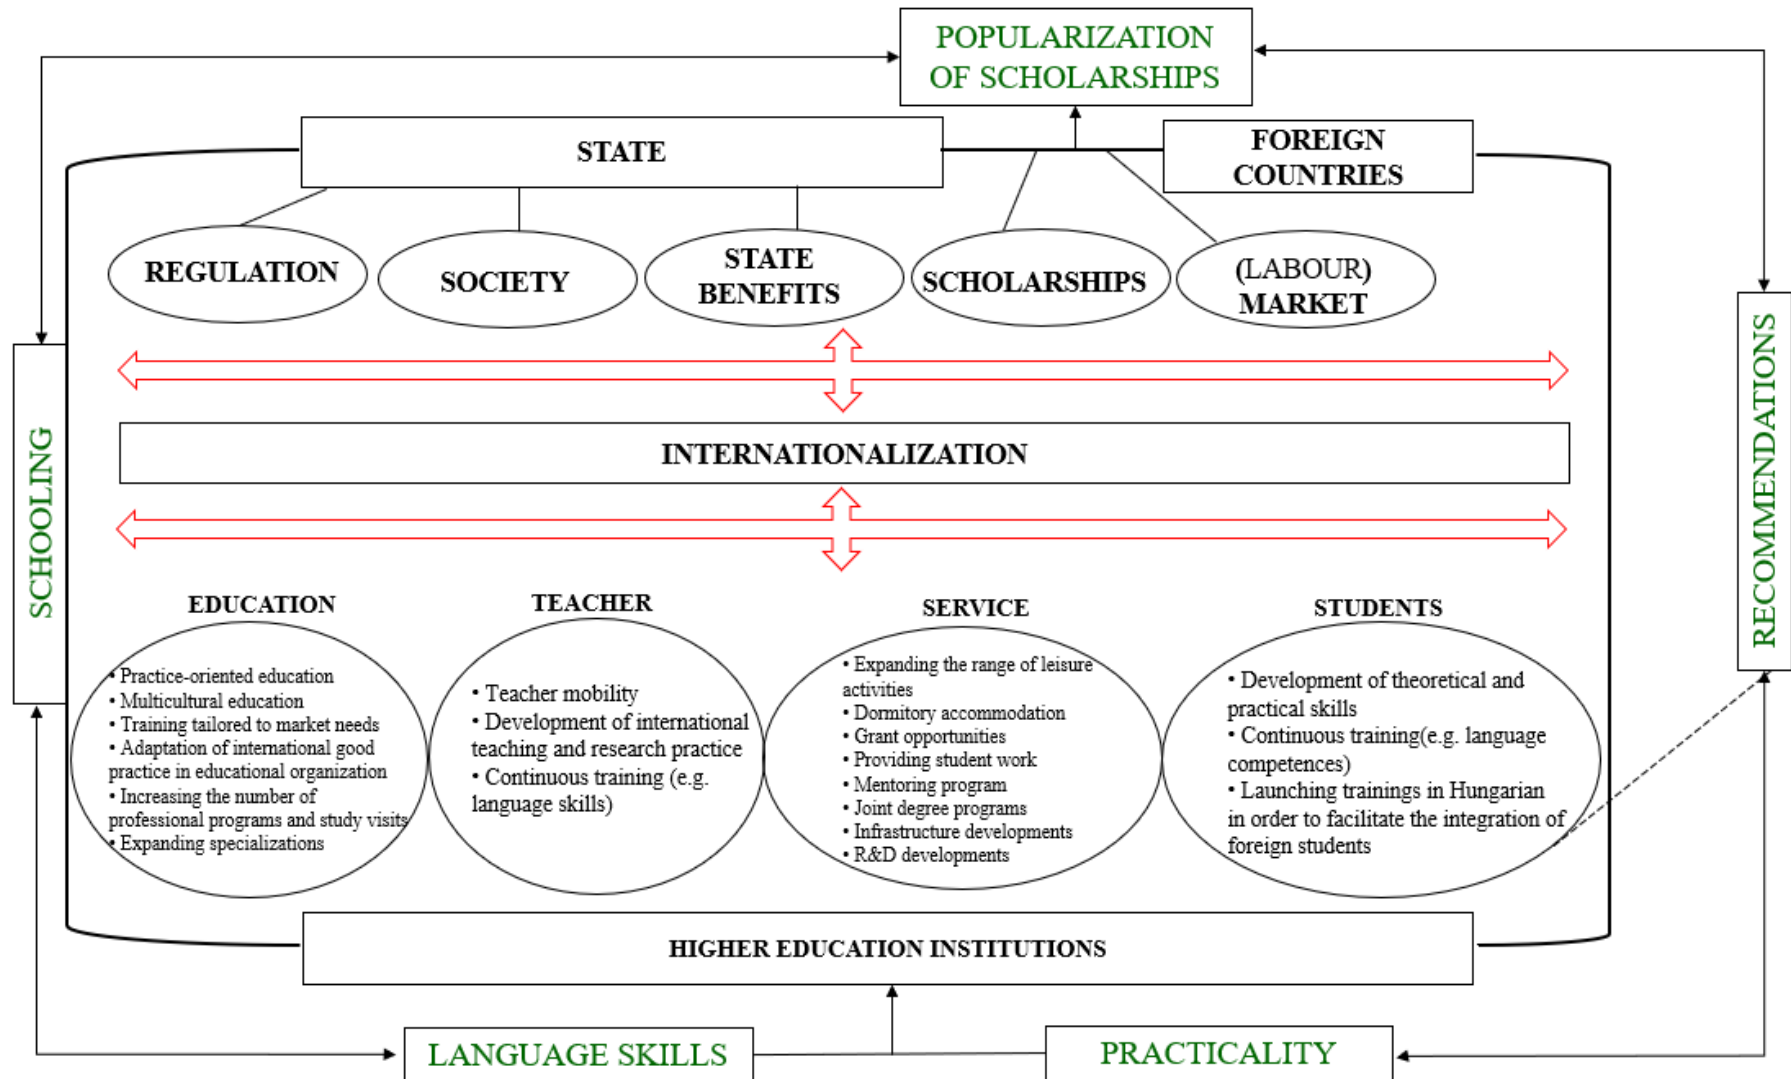 POPULARIZATION
OF SCHOLARSHIPS
STATE
FOREIGN
COUNTRIES
REGULATION
SOCIETY
STATE
BENEFITS
SCHOLARSHIPS
(LABOUR)
MARKET
SCHOOLING
INTERNATIONALIZATION
RECOMMENDATIONS
EDUCATION
• Practice-oriented education
• Multicultural education
• Training tailored to market needs
• Adaptation of international good
practice in educational organization
• Increasing the number of
professional programs and study visits
• Expanding specializations
TEACHER
• Teacher mobility
• Development of international
teaching and research practice
• Continuous training (e.g.
language skills)
SERVICE
• Expanding the range of leisure
activities
• Dormitory accommodation
• Grant opportunities
• Providing student work
• Mentoring program
• Joint degree programs
• Infrastructure developments
• R&D developments
STUDENTS
• Development of theoretical and
practical skills
• Continuous training(e.g. language
competences)
• Launching trainings in Hungarian
in order to facilitate the integration of
foreign students
HIGHER EDUCATION INSTITUTIONS
LANGUAGE SKILLS
PRACTICALITY